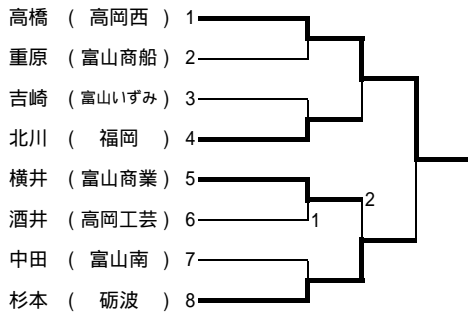 高橋 ( 高岡西 ) 1
重原 ( 富山商船 ) 2
吉崎 ( 富山いずみ ) 3
北川 ( 福岡 ) 4
横井 ( 富山商業 ) 5
2
酒井 ( 高岡工芸 ) 6
1
中田 ( 富山南 ) 7
杉本 ( 砺波 ) 8